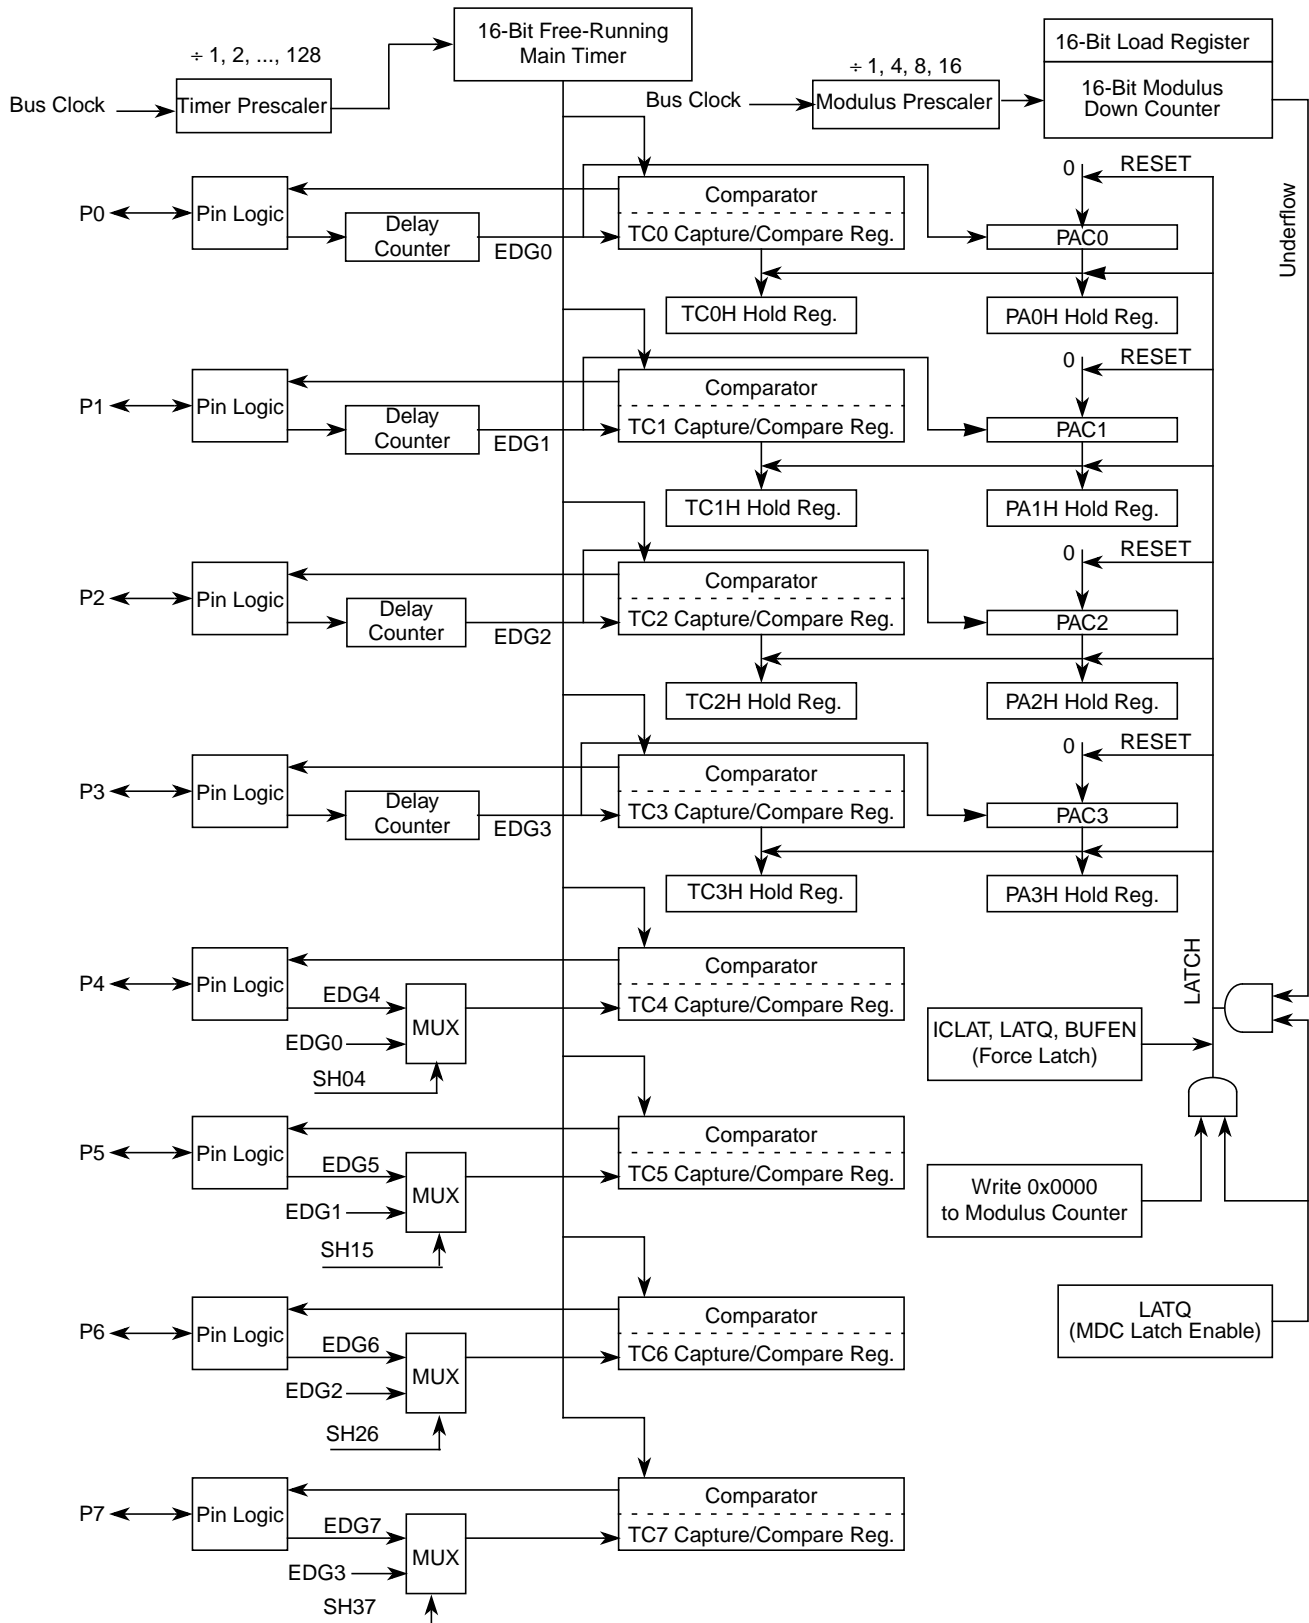 16-Bit Free-Running
Main Timer
16-Bit Load Register
÷ 1, 2, ..., 128
÷ 1, 4, 8, 16
16-Bit Modulus
Down Counter
Bus Clock
Timer Prescaler
Bus Clock
Modulus Prescaler
Underflow
0
RESET
P0
Pin Logic
Delay
Counter
EDG0
Comparator
TC0 Capture/Compare Reg.
PAC0
TC0H Hold Reg.
PA0H Hold Reg.
0
RESET
P1
Pin Logic
Delay
Counter
EDG1
Comparator
TC1 Capture/Compare Reg.
PAC1
TC1H Hold Reg.
PA1H Hold Reg.
0
RESET
P2
Pin Logic
Delay
Counter
EDG2
Comparator
TC2 Capture/Compare Reg.
PAC2
TC2H Hold Reg.
PA2H Hold Reg.
0
RESET
P3
Pin Logic
Delay
Counter
EDG3
Comparator
TC3 Capture/Compare Reg.
PAC3
TC3H Hold Reg.
PA3H Hold Reg.
LATCH
P4
Pin Logic
EDG4
EDG0
MUX
SH04
Comparator
TC4 Capture/Compare Reg.
ICLAT, LATQ, BUFEN
(Force Latch)
P5
Pin Logic
EDG5
EDG1
MUX
SH15
Comparator
TC5 Capture/Compare Reg.
Write 0x0000
to Modulus Counter
P6
Pin Logic
EDG6
EDG2
MUX
SH26
Comparator
TC6 Capture/Compare Reg.
LATQ
(MDC Latch Enable)
P7
Pin Logic
EDG7
EDG3
MUX
SH37
Comparator
TC7 Capture/Compare Reg.